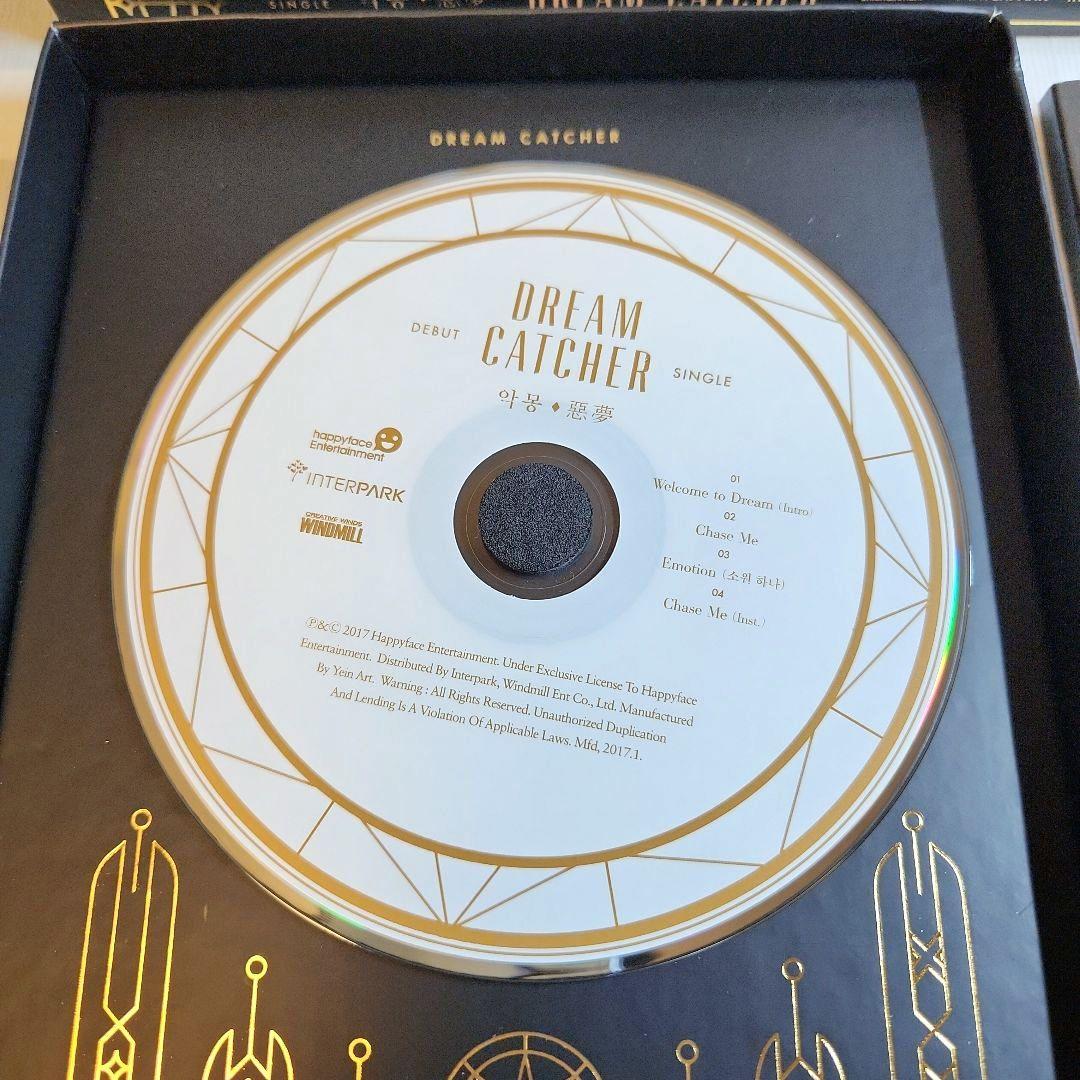 SINGLE
DREAM CATCHER
DREAM CATCHER
DEBUT DREAM CATCHER SINGLE
악몽 ♦ 惡夢
happyface
Entertainment
INTERPARK
CREATIVE WINDS
WINDMILL
01
Welcome to Dream (Intro)
02
Chase Me
03
Emotion (소원 하나)
04
Chase Me (Inst.)
℗&© 2017 Happyface Entertainment. Under Exclusive License To Happyface
Entertainment. Distributed By Interpark, Windmill Ent Co., Ltd. Manufactured
By Yein Art. Warning : All Rights Reserved. Unauthorized Duplication
And Lending Is A Violation Of Applicable Laws. Mfd, 2017.1.